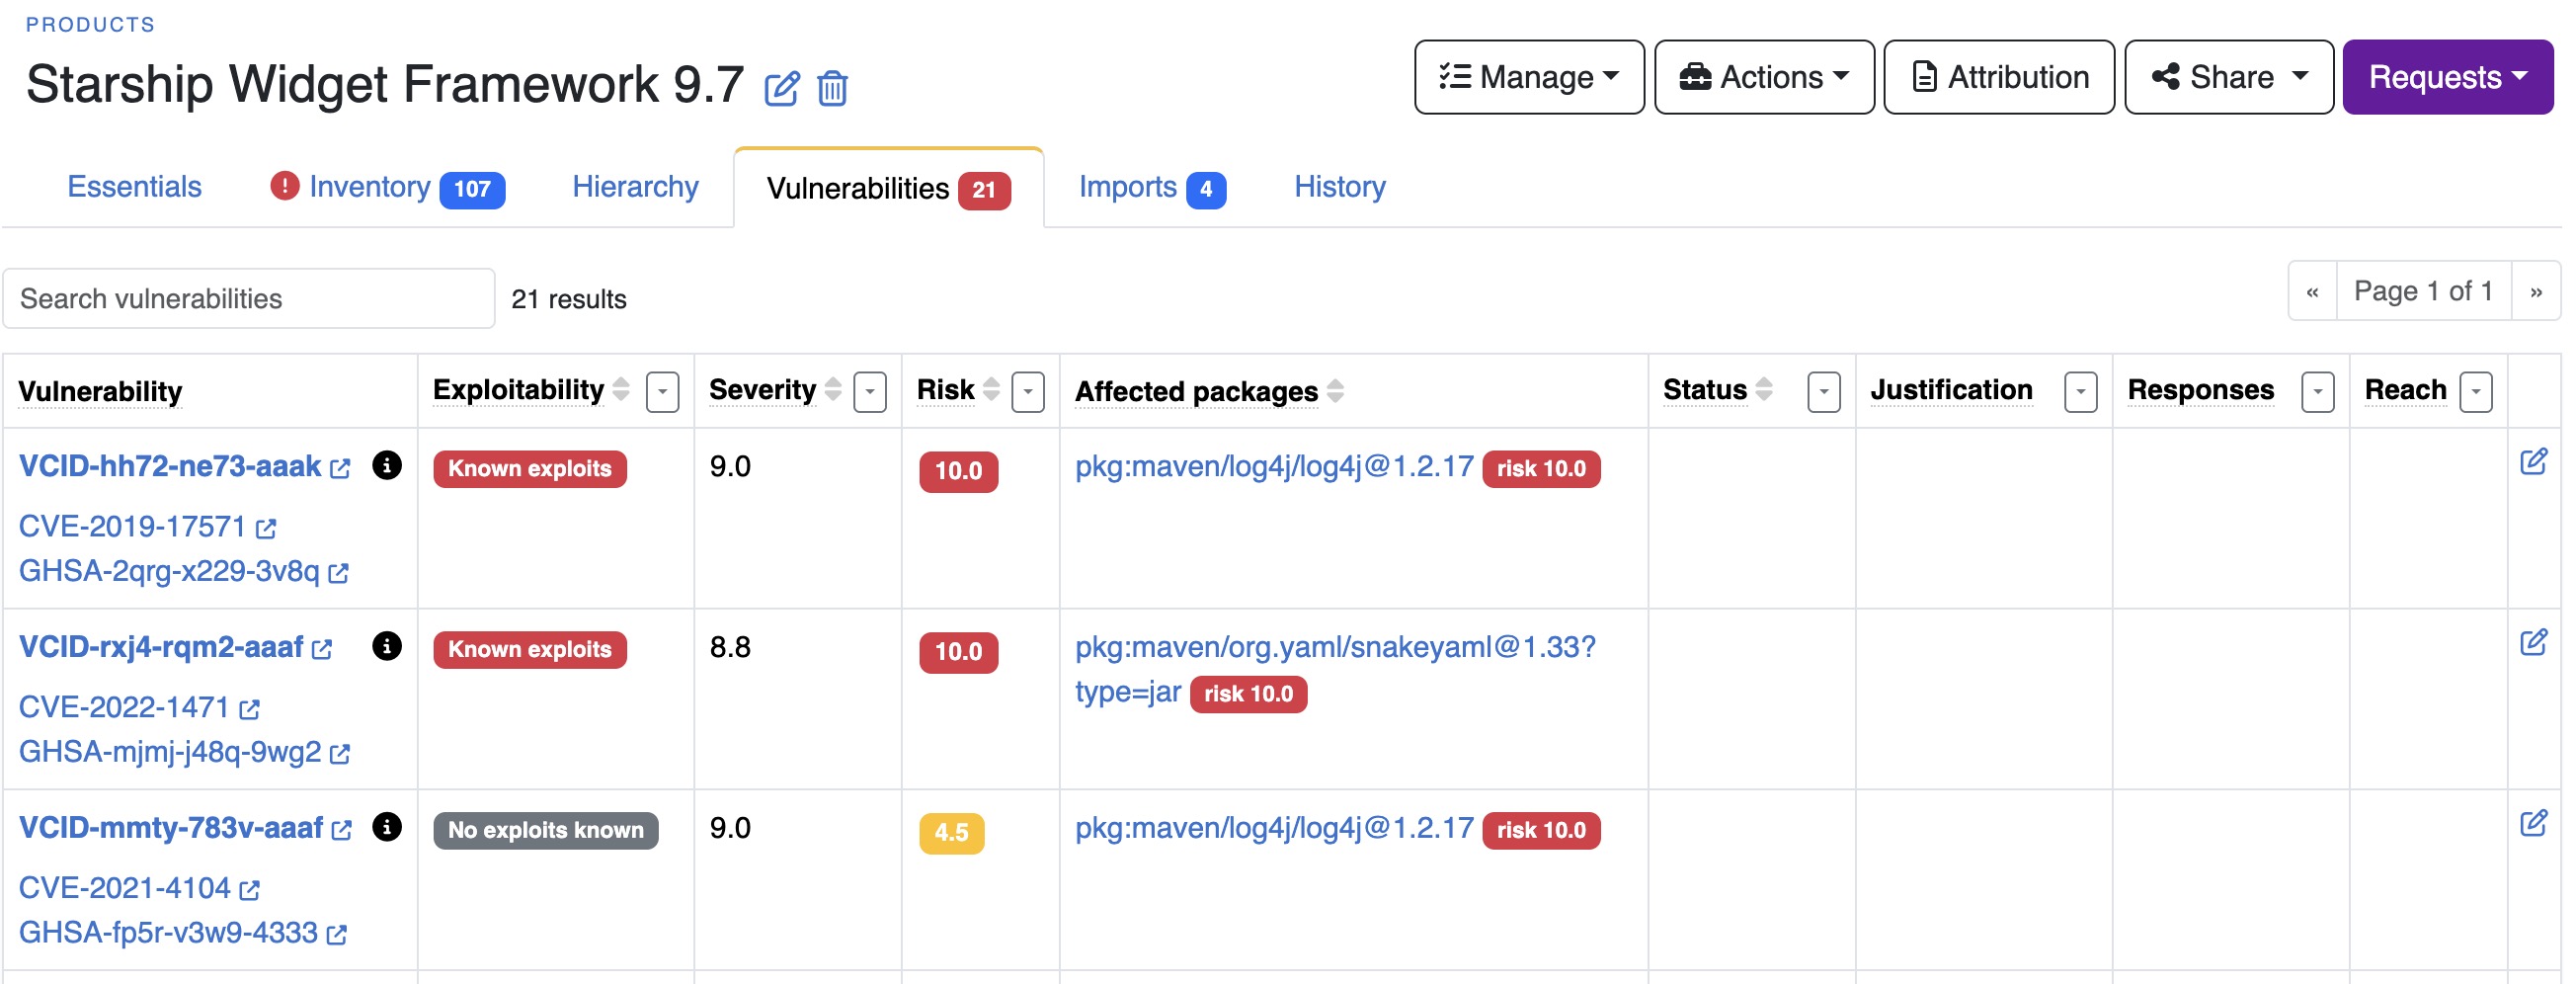 PRODUCTS
Starship Widget Framework 9.7
Manage Actions Attribution Share Requests
Essentials Inventory 107 Hierarchy Vulnerabilities 21 Imports 4 History
Search vulnerabilities 21 results « Page 1 of 1 »
Vulnerability Exploitability Severity Risk Affected packages Status Justification Responses Reach
VCID-hh72-ne73-aaak Known exploits 9.0 10.0 pkg:maven/log4j/log4j@1.2.17 risk 10.0
CVE-2019-17571
GHSA-2qrg-x229-3v8q
VCID-rxj4-rqm2-aaaf Known exploits 8.8 10.0 pkg:maven/org.yaml/snakeyaml@1.33?
type=jar risk 10.0
CVE-2022-1471
GHSA-mjmj-j48q-9wg2
VCID-mmty-783v-aaaf No exploits known 9.0 4.5 pkg:maven/log4j/log4j@1.2.17 risk 10.0
CVE-2021-4104
GHSA-fp5r-v3w9-4333